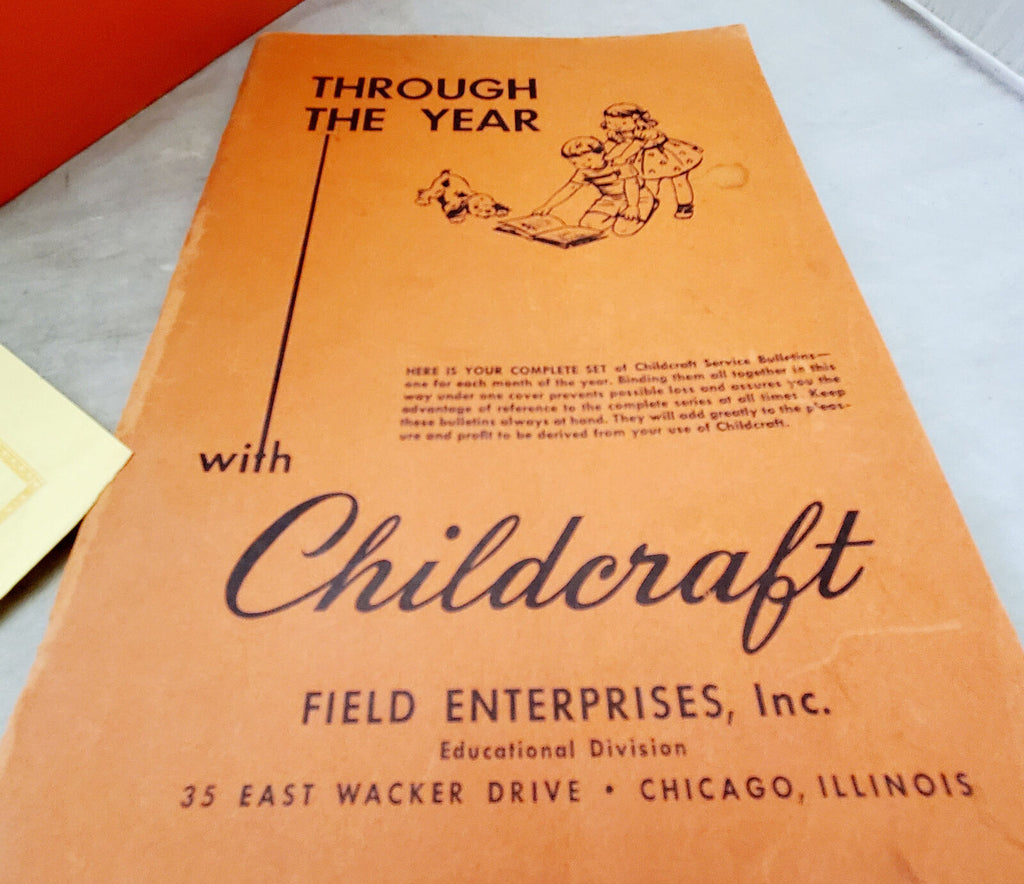 THROUGH
THE YEAR
HERE IS YOUR COMPLETE SET of Childcraft Service Bulletins—
one for each month of the year. Binding them all together in this
way under one cover prevents possible loss and assures you the
advantage of reference to the complete series at all times. Keep
these bulletins always at hand. They will add greatly to the pleas-
ure and profit to be derived from your use of Childcraft.
with
Childcraft
FIELD ENTERPRISES, Inc.
Educational Division
35 EAST WACKER DRIVE • CHICAGO, ILLINOIS